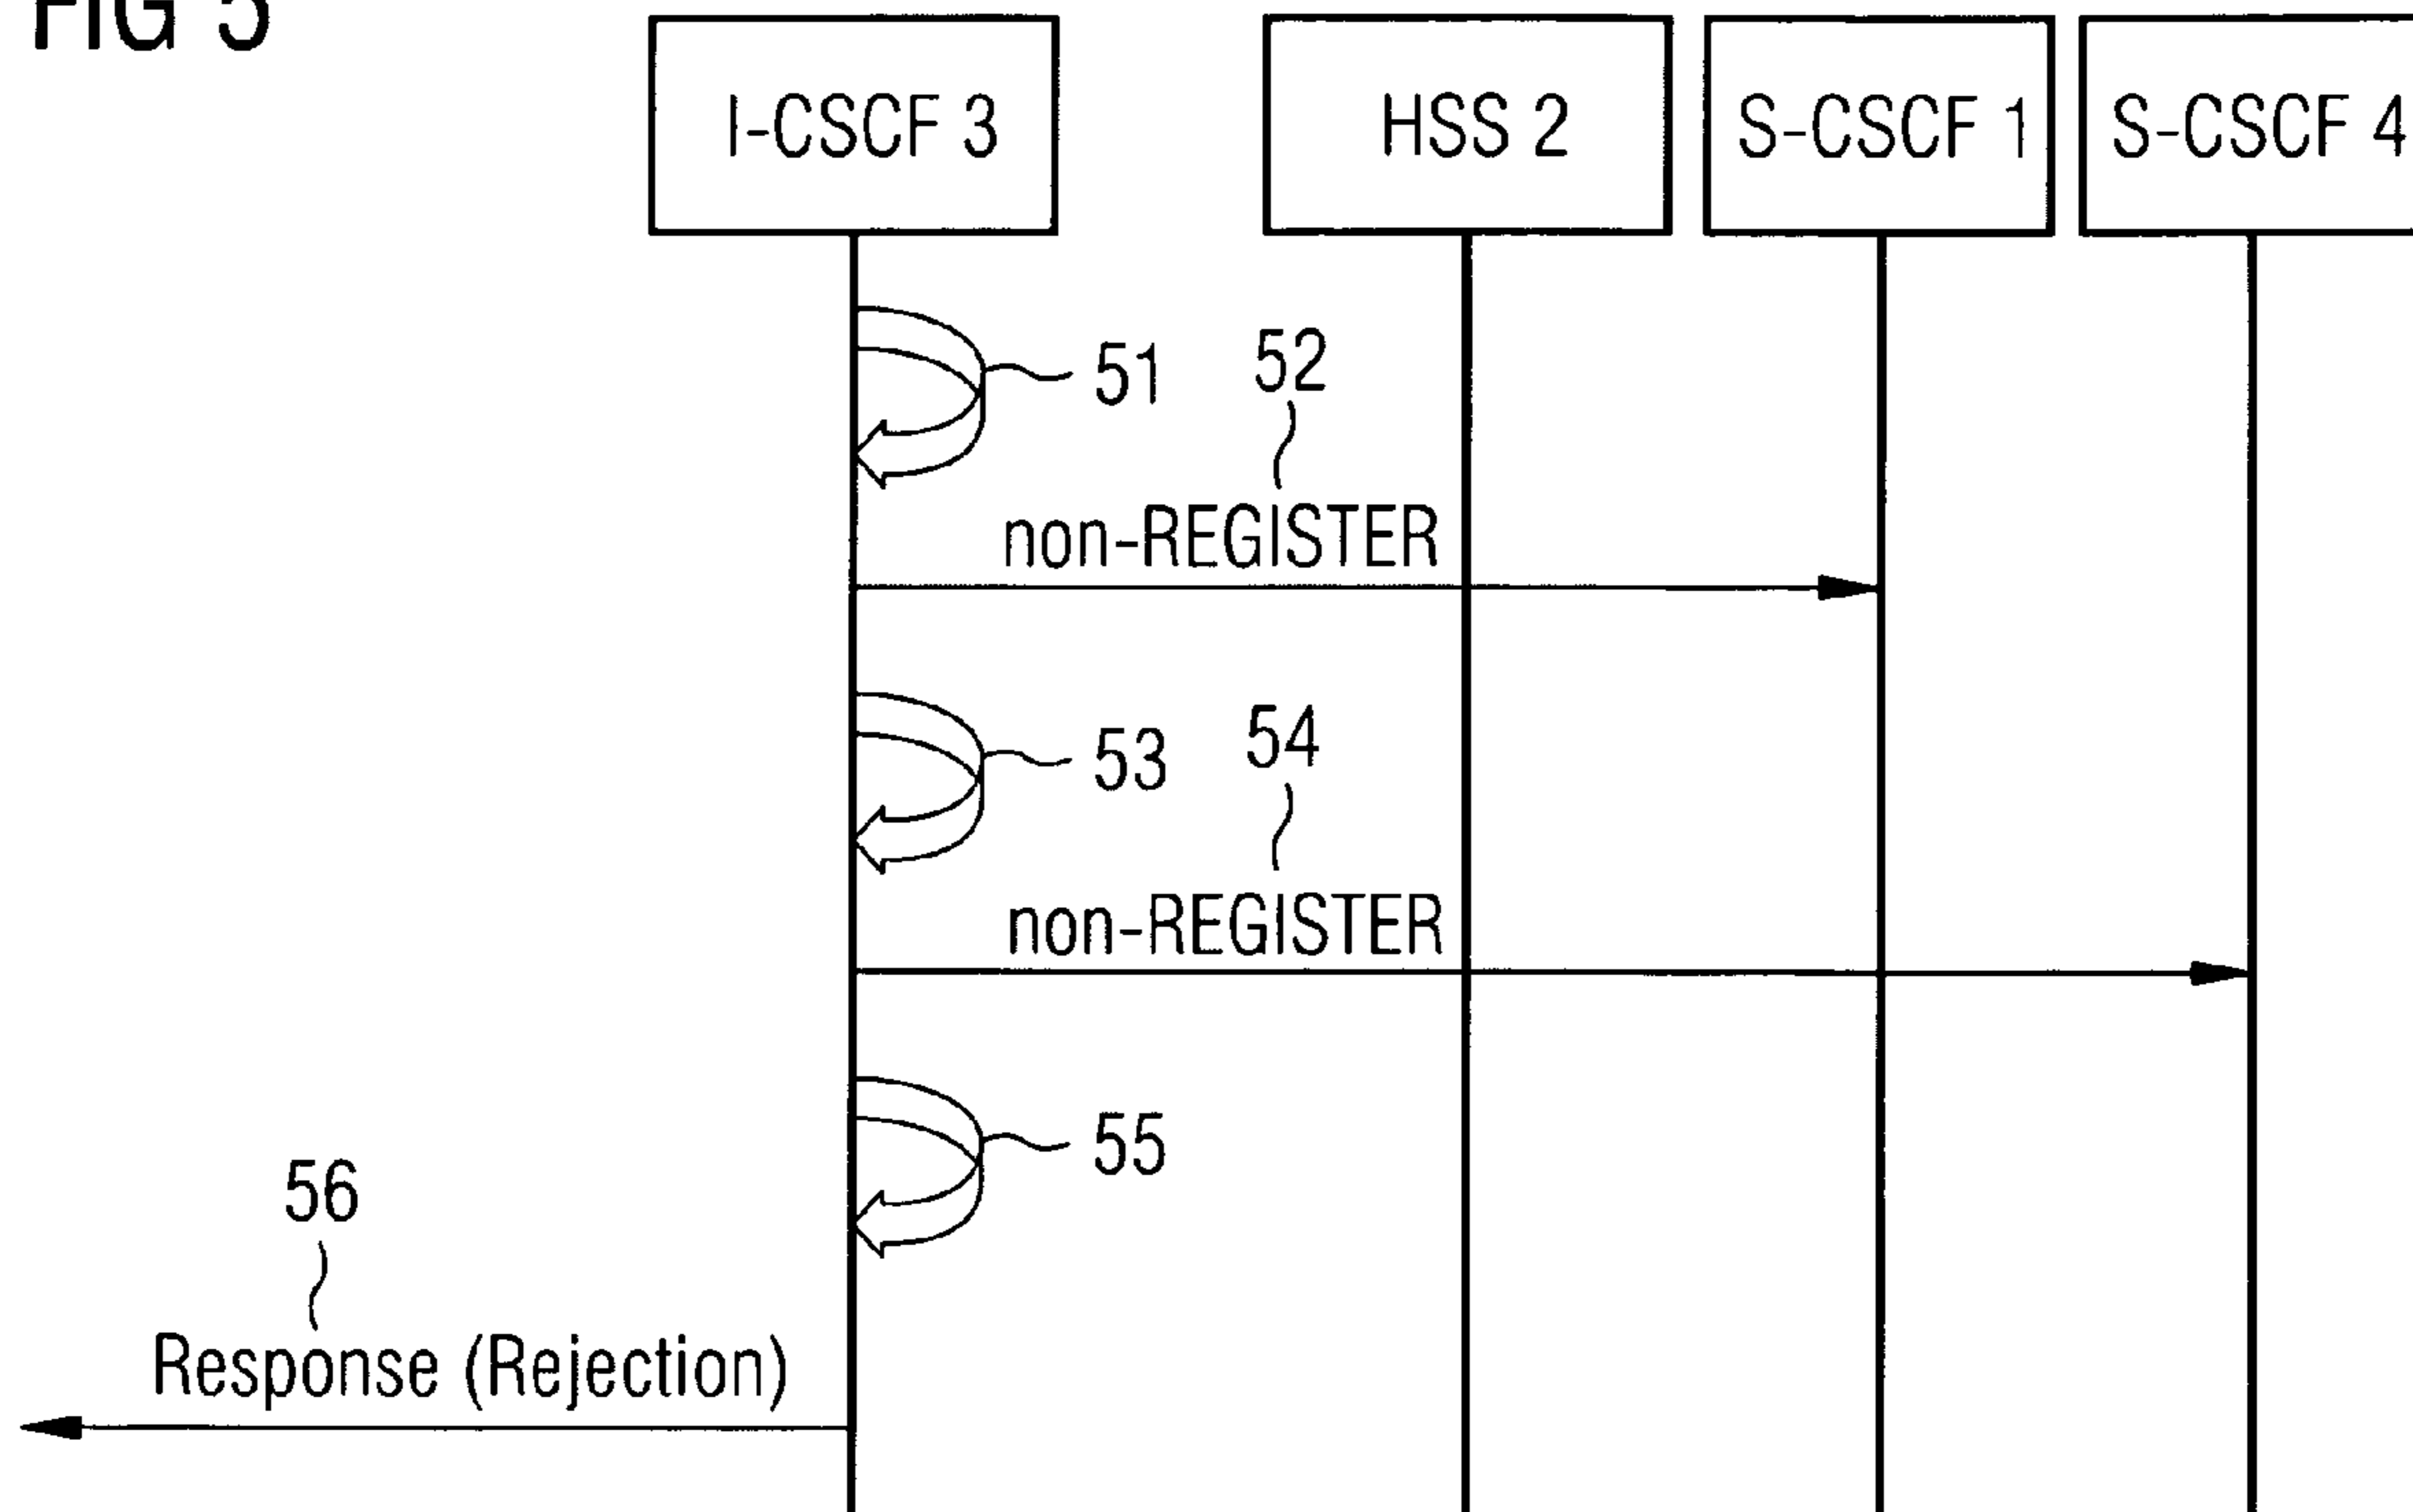 FIG 5
I-CSCF 3
HSS 2
S-CSCF 1
S-CSCF 4
51
52
non-REGISTER
53
54
non-REGISTER
55
56
Response (Rejection)